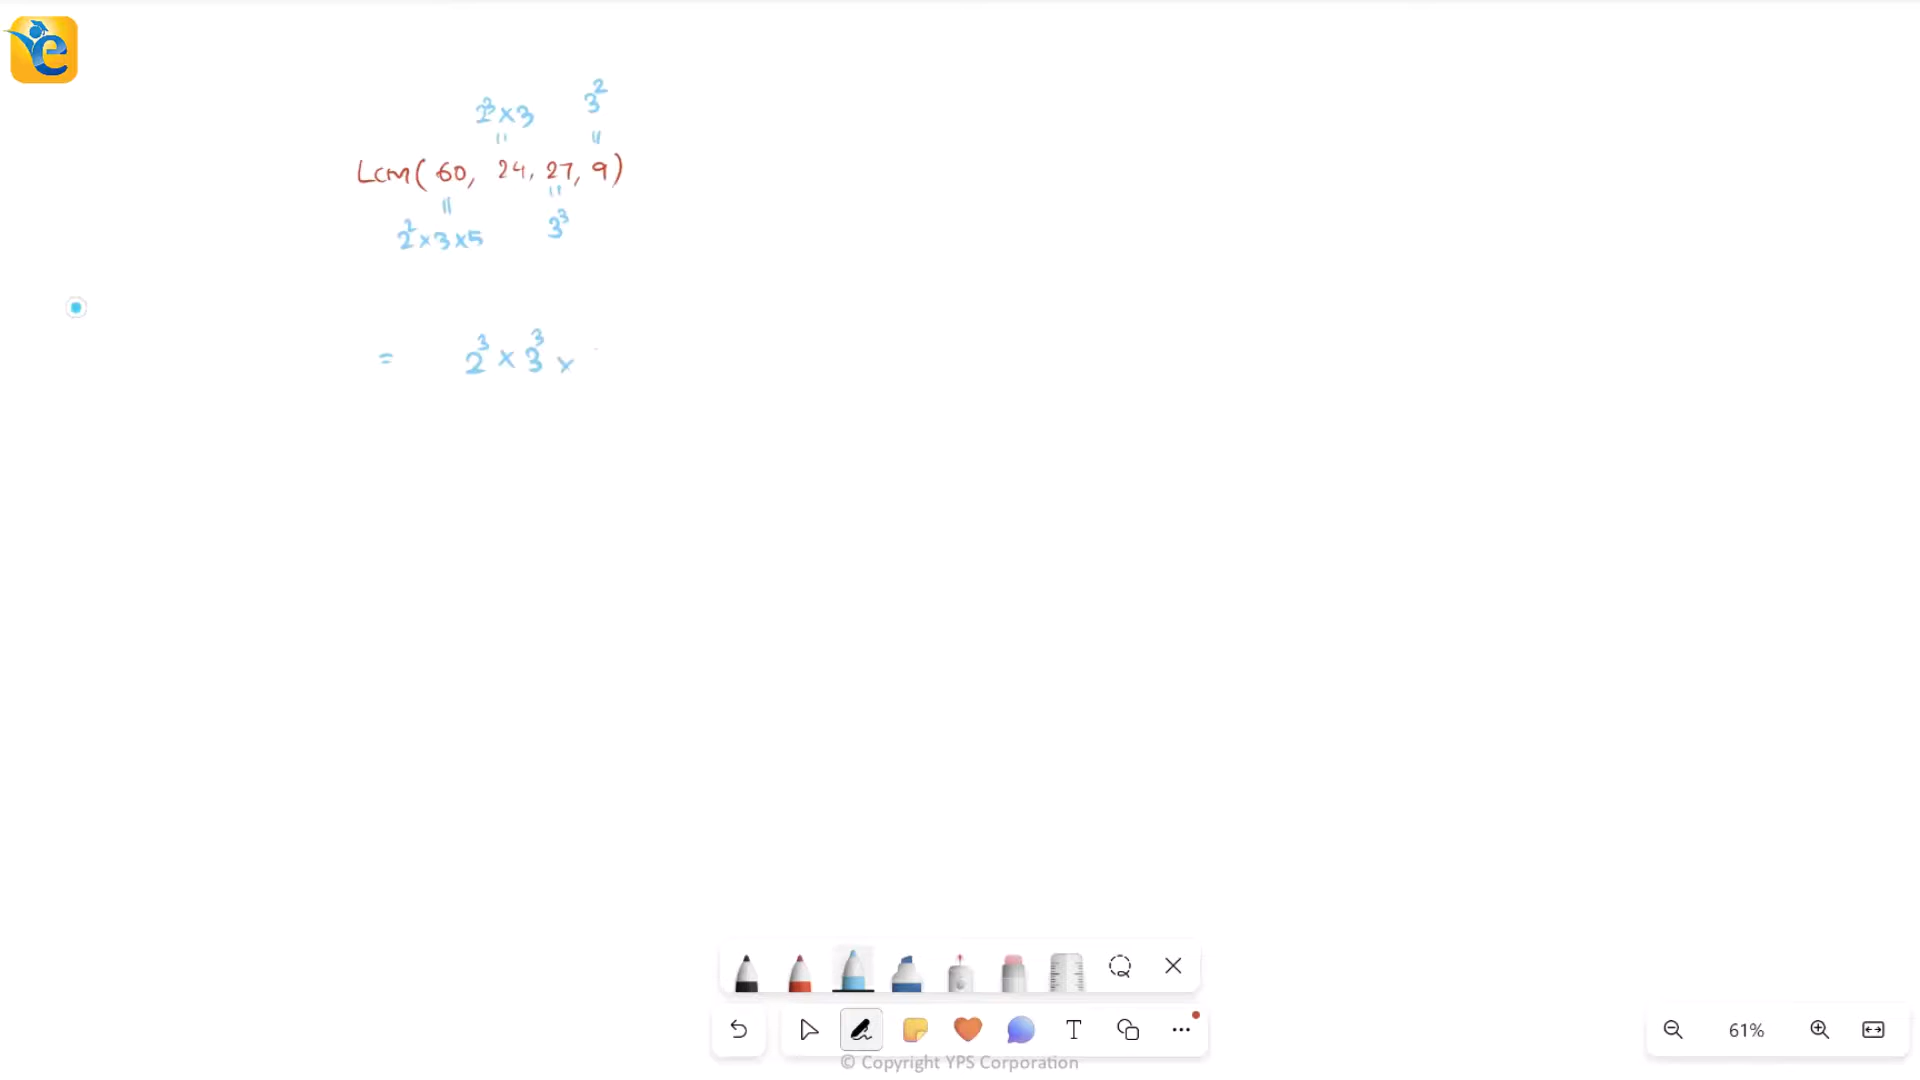 2³ × 3 3²
" "
Lcm( 60, 24, 27, 9)
" "
2² × 3 × 5 3³
= 2³ × 3³ ×
T
61%
© Copyright YPS Corporation